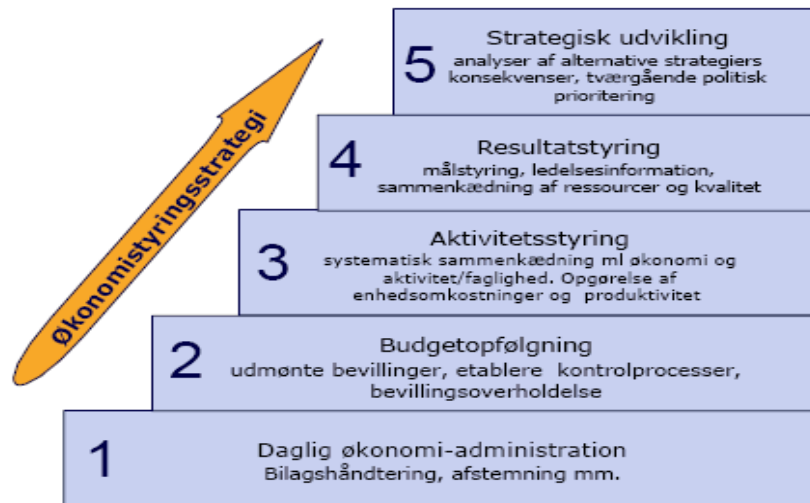 Økonomistyringsstrategi
5
Strategisk udvikling
analyser af alternative strategiers
konsekvenser, tværgående politisk
prioritering
4
Resultatstyring
målstyring, ledelsesinformation,
sammenkædning af ressourcer og kvalitet
3
Aktivitetsstyring
systematisk sammenkædning ml økonomi og
aktivitet/faglighed. Opgørelse af
enhedsomkostninger og produktivitet
2
Budgetopfølgning
udmønte bevillinger, etablere kontrolprocesser,
bevillingsoverholdelse
1
Daglig økonomi-administration
Bilagshåndtering, afstemning mm.